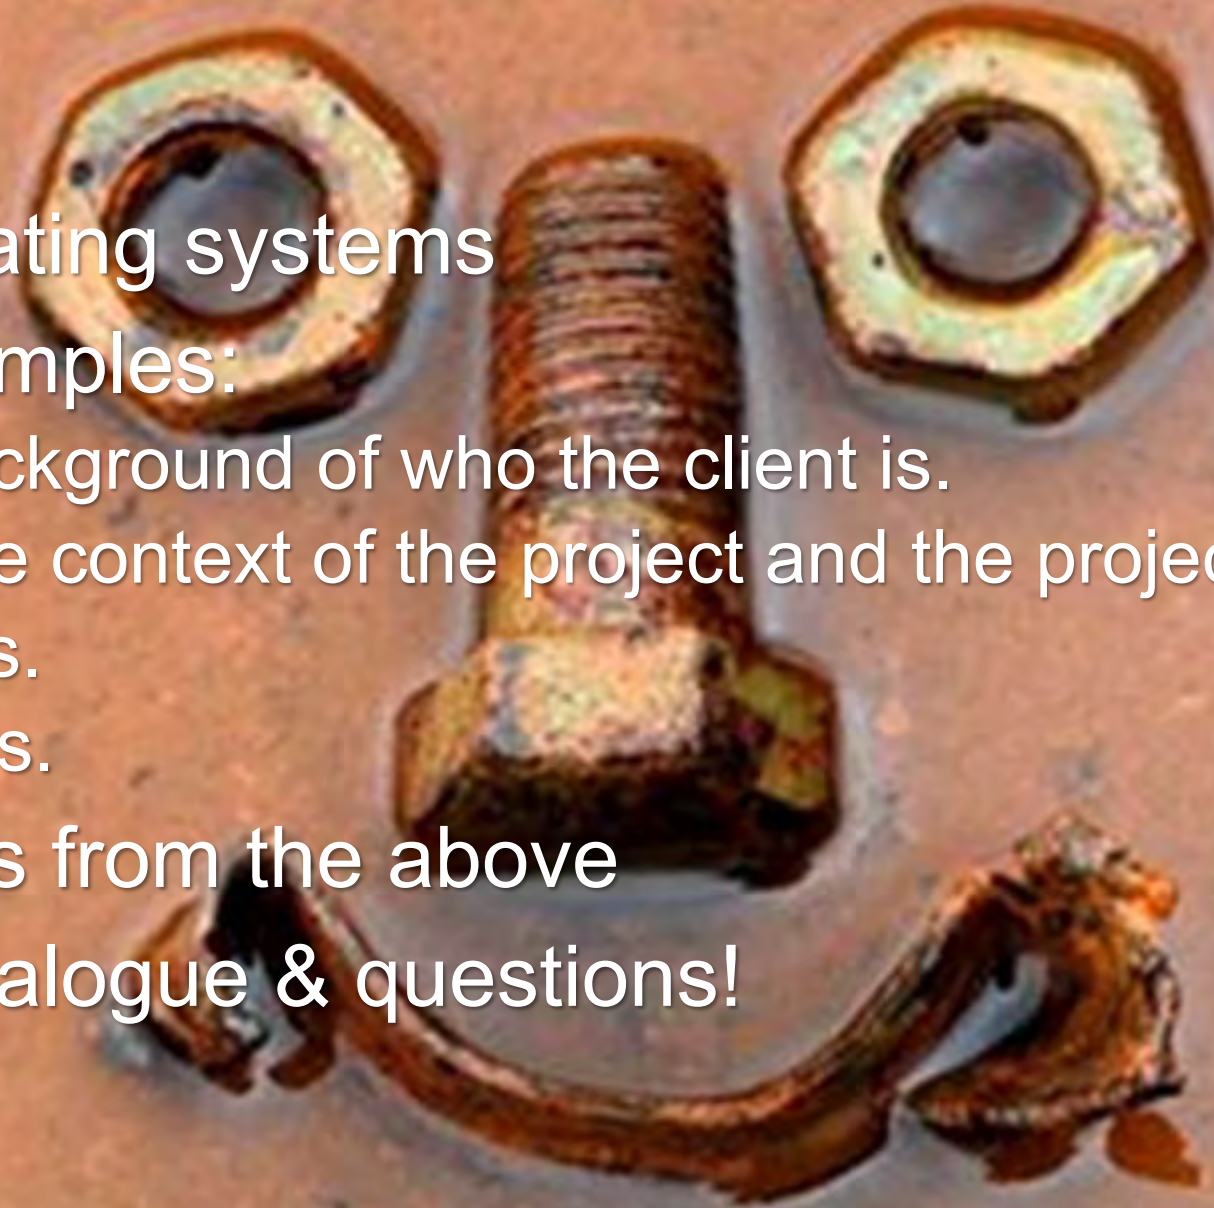 ating systems
mples:
ckground of who the client is.
e context of the project and the projec
s.
s.
s from the above
alogue & questions!